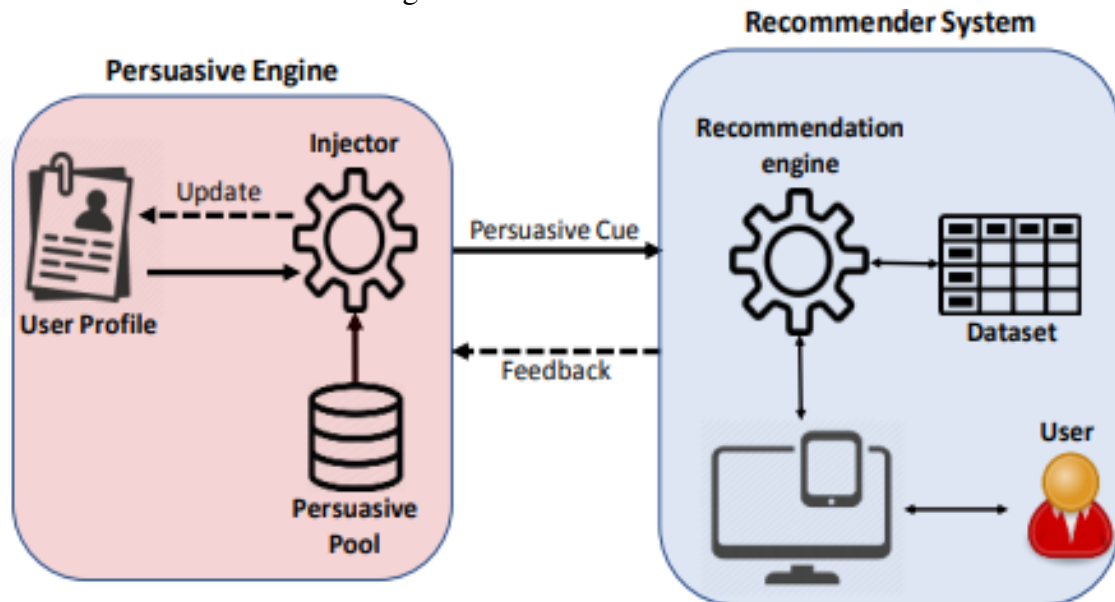 Recommender System
Persuasive Engine
Injector
Update
User Profile
Persuasive
Pool
Persuasive Cue
Feedback
Recommendation
engine
Dataset
User